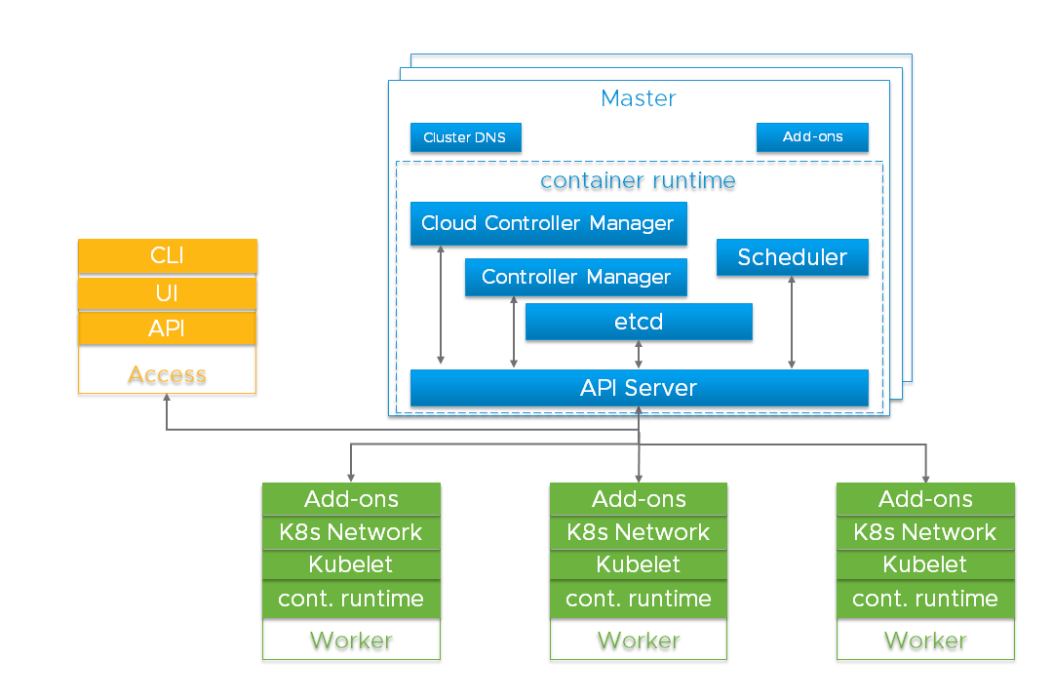 Master
Cluster DNS
Add-ons
container runtime
Cloud Controller Manager
Scheduler
Controller Manager
etcd
API Server
CLI
UI
API
Access
Add-ons
K8s Network
Kubelet
cont. runtime
Worker
Add-ons
K8s Network
Kubelet
cont. runtime
Worker
Add-ons
K8s Network
Kubelet
cont. runtime
Worker